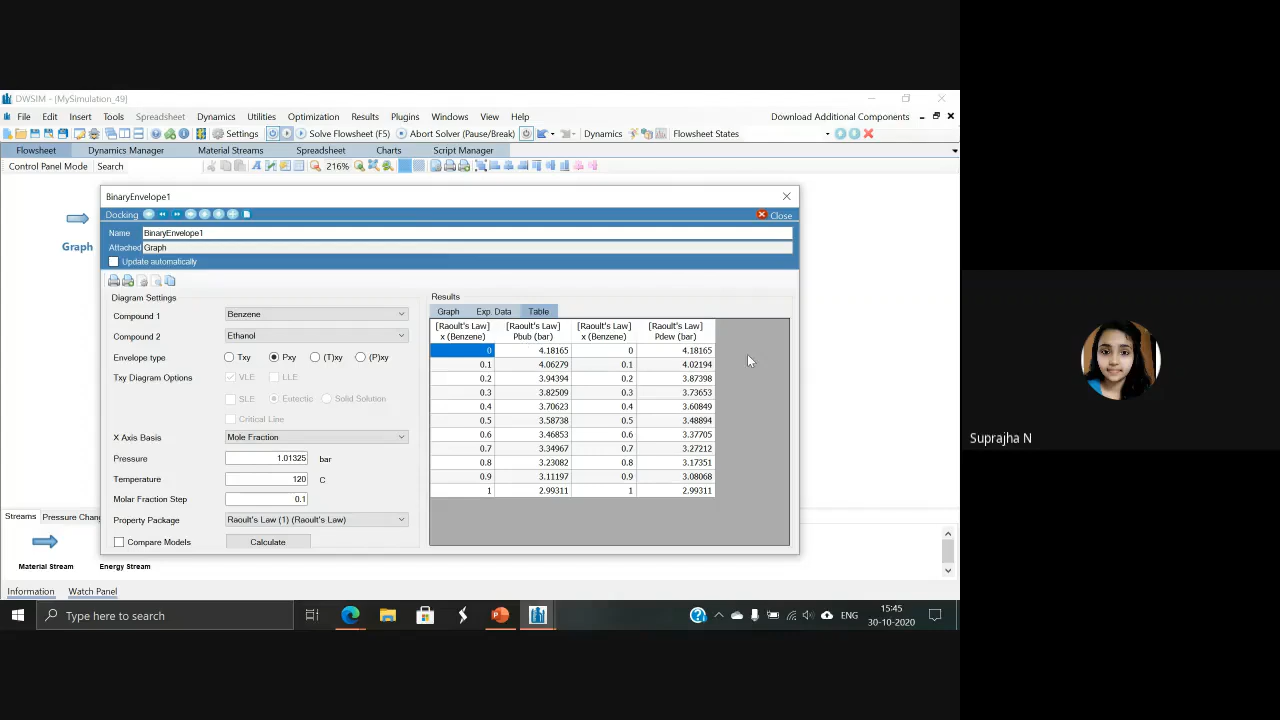 DWSIM - [MySimulation_49]
File Edit Insert Tools Spreadsheet Dynamics Utilities Optimization Results Plugins Windows View Help Download Additional Components
Settings Solve Flowsheet (F5) Abort Solver (Pause/Break) Dynamics Flowsheet States
Flowsheet Dynamics Manager Material Streams Spreadsheet Charts Script Manager
Control Panel Mode Search 216%
BinaryEnvelope1
Docking Close
Name BinaryEnvelope1
Graph
Attached Graph
Update automatically
Diagram Settings
Compound 1 Benzene
Compound 2 Ethanol
Envelope type Txy Pxy (T)xy (P)xy
Txy Diagram Options VLE LLE
SLE Eutectic Solid Solution
Critical Line
X Axis Basis Mole Fraction
Pressure 1.01325 bar
Temperature 120 C
Molar Fraction Step 0.1
Property Package Raoult's Law (1) (Raoult's Law)
Compare Models Calculate
Results
Graph Exp. Data Table
[Raoult's Law] [Raoult's Law] [Raoult's Law] [Raoult's Law]
x (Benzene) Pbub (bar) x (Benzene) Pdew (bar)
0 4.18165 0 4.18165
0.1 4.06279 0.1 4.02194
0.2 3.94394 0.2 3.87398
0.3 3.82509 0.3 3.73653
0.4 3.70623 0.4 3.60849
0.5 3.58738 0.5 3.48894
0.6 3.46853 0.6 3.37705
0.7 3.34967 0.7 3.27212
0.8 3.23082 0.8 3.17351
0.9 3.11197 0.9 3.08068
1 2.99311 1 2.99311
Streams Pressure Chang
Material Stream Energy Stream
Information Watch Panel
Type here to search
ENG 15:45
30-10-2020
Suprajha N